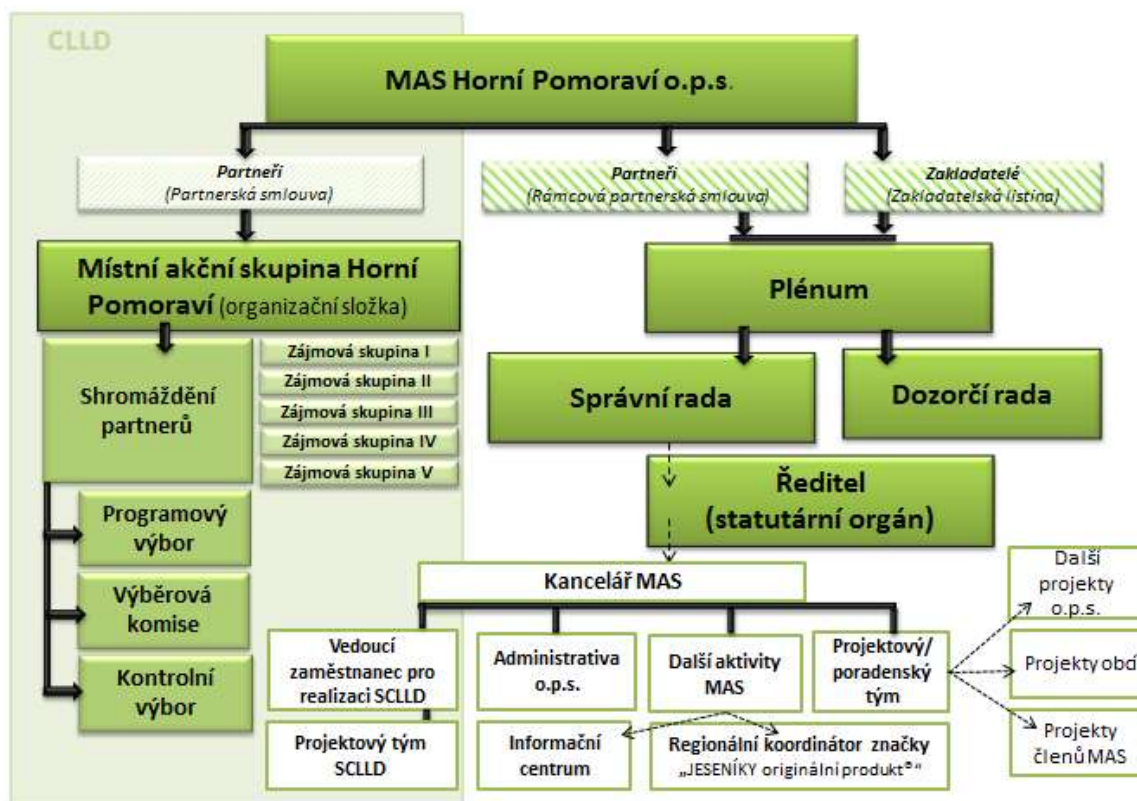 CLLD
MAS Horní Pomoraví o.p.s.
Partneři
(Partnerská smlouva)
Partneři
(Rámcová partnerská smlouva)
Zakladatelé
(Zakladatelská listina)
Místní akční skupina Horní
Pomoraví (organizační složka)
Plénum
Shromáždění
partnerů
Zájmová skupina I
Zájmová skupina II
Zájmová skupina III
Zájmová skupina IV
Zájmová skupina V
Správní rada
Dozorčí rada
Ředitel
(statutární orgán)
Programový
výbor
Výběrová
komise
Kontrolní
výbor
Kancelář MAS
Vedoucí
zaměstnanec pro
realizaci SCLLD
Administrativa
o.p.s.
Další aktivity
MAS
Projektový/
poradenský
tým
Další
projekty
o.p.s.
Projekty obcí
Projekty
členů MAS
Projektový tým
SCLLD
Informační
centrum
Regionální koordinátor značky
„JESENÍKY originální produkt®“